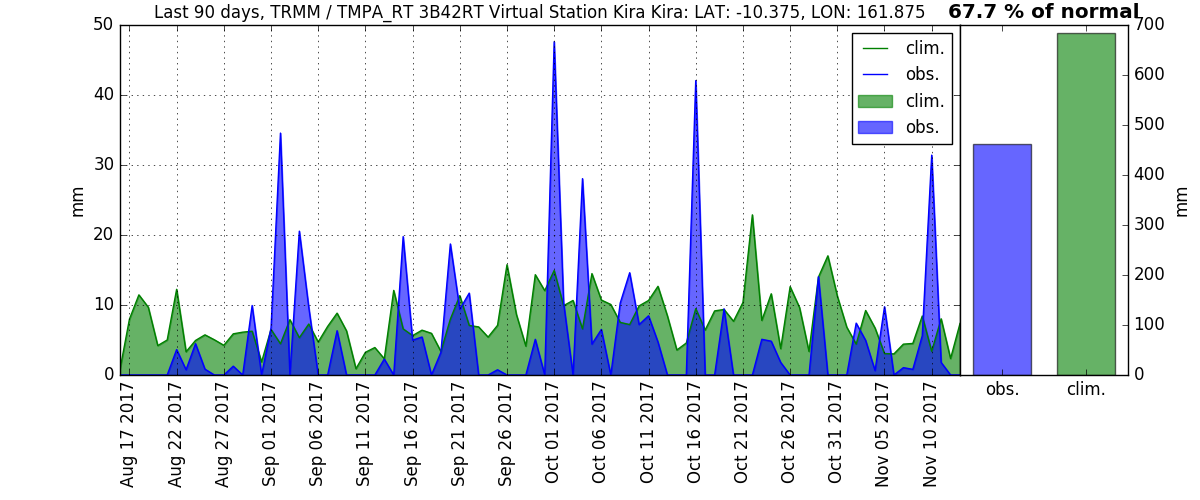 Last 90 days, TRMM / TMPA_RT 3B42RT Virtual Station Kira Kira: LAT: -10.375, LON: 161.875
67.7 % of normal
50
40
30
20
10
0
mm
clim.
obs.
clim.
obs.
700
600
500
400
300
200
100
0
mm
obs.
clim.
Aug 17 2017
Aug 22 2017
Aug 27 2017
Sep 01 2017
Sep 06 2017
Sep 11 2017
Sep 16 2017
Sep 21 2017
Sep 26 2017
Oct 01 2017
Oct 06 2017
Oct 11 2017
Oct 16 2017
Oct 21 2017
Oct 26 2017
Oct 31 2017
Nov 05 2017
Nov 10 2017